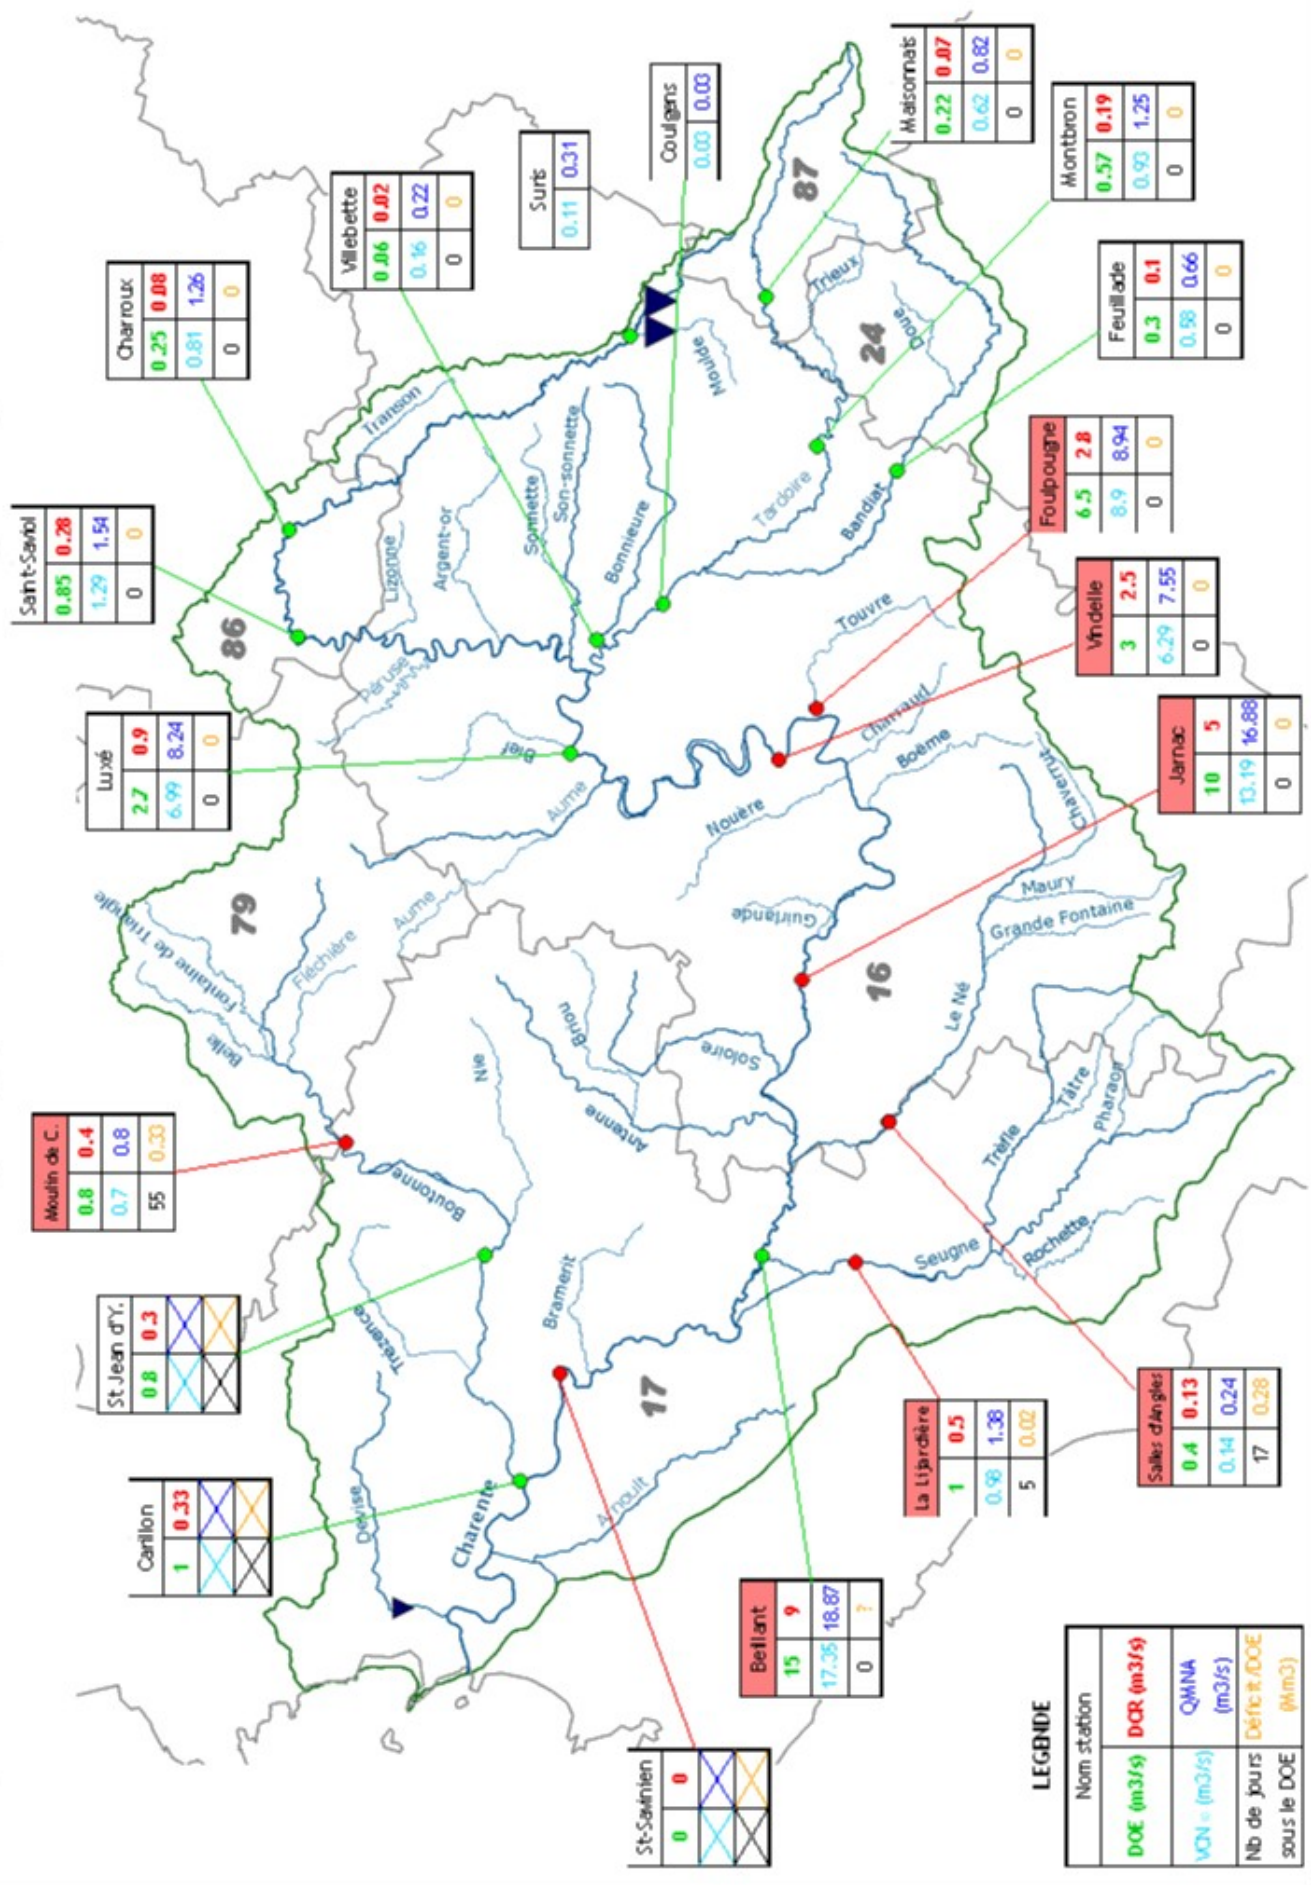 Saint-Saviol
0.85 0.28
1.29 1.54
0 0
Charroux
0.25 0.08
0.81 1.26
0 0
Villebette
0.06 0.02
0.16 0.22
0 0
Suris
0.11 0.31
Coulgens
0.03 0.03
Maisonnais
0.22 0.07
0.62 0.82
0 0
Montbron
0.57 0.19
0.93 1.25
0 0
Feuillade
0.3 0.1
0.58 0.66
0 0
Foulpougne
6.5 2.8
8.9 8.94
0 0
Vindelle
3 2.5
6.29 7.55
0 0
Jarnac
10 5
13.19 16.88
0 0
Luxé
2.7 0.9
6.99 8.24
0 0
Moulin de C.
0.8 0.4
0.7 0.8
55 0.33
St Jean d'Y.
0.8 0.3
Carillon
1 0.33
St-Savinien
0 0
Beillant
15 9
17.35 18.87
0 ?
La Lijardière
1 0.5
0.98 1.38
5 0.02
Salles d'Angles
0.4 0.13
0.14 0.24
17 0.28
86
87
24
79
16
17
Transon
Lizonne
Argent-or
Sonnette
Son-sonnette
Bonnieure
Moulde
Trieux
Doue
Tardoire
Bandiat
Touvre
Charraud
Boëme
Nouère
Chaverrut
Maury
Grande Fontaine
Guirlande
Le Né
Péruse
Bief
Aume
Aume
Fontaine de Triangle
Fléchière
Belle
Nie
Briou
Soloire
Antenne
Boutonne
Trézence
Bramerit
Devise
Charente
Arnoult
Seugne
Rochette
Trèfle
Tâtre
Pharaon
LEGENDE
Nom station
DOE (m3/s) DCR (m3/s)
QMNA
(m3/s)
(m3/s)
Nb de jours
sous le DOE
Déficit/DOE
(Mm3)